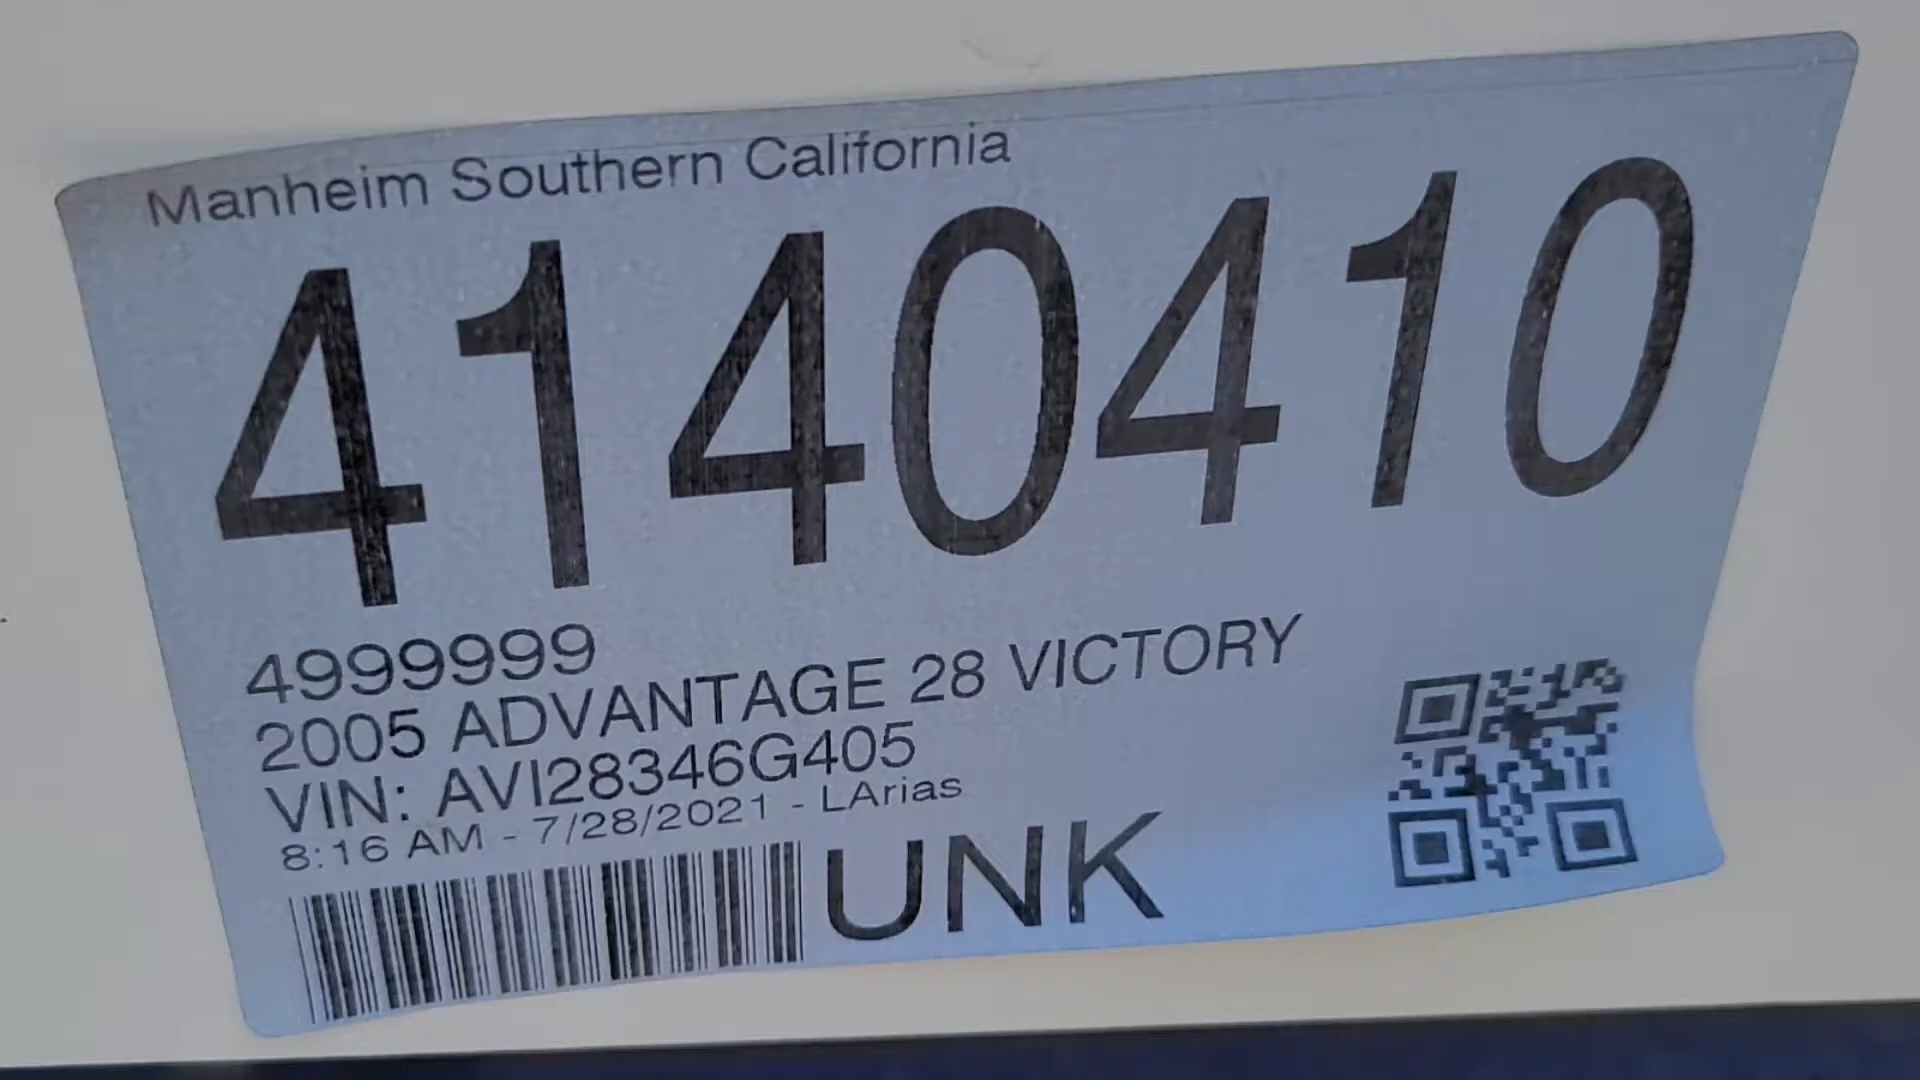 Manheim Southern California
4140410
4999999
2005 ADVANTAGE 28 VICTORY
VIN: AVI28346G405
8:16 AM - 7/28/2021 - LArias
UNK